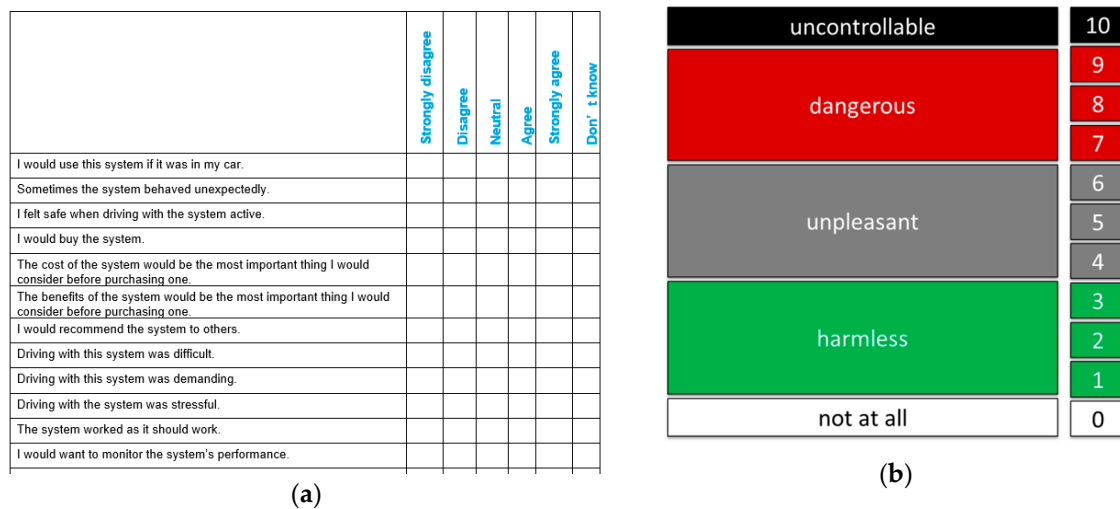 Strongly disagree
Disagree
Neutral
Agree
Strongly agree
Don’ t know
I would use this system if it was in my car.
Sometimes the system behaved unexpectedly.
I felt safe when driving with the system active.
I would buy the system.
The cost of the system would be the most important thing I would
consider before purchasing one.
The benefits of the system would be the most important thing I would
consider before purchasing one.
I would recommend the system to others.
Driving with this system was difficult.
Driving with this system was demanding.
Driving with the system was stressful.
The system worked as it should work.
I would want to monitor the system's performance.
(a)
uncontrollable 10
9
dangerous 8
7
6
unpleasant 5
4
3
harmless 2
1
not at all 0
(b)